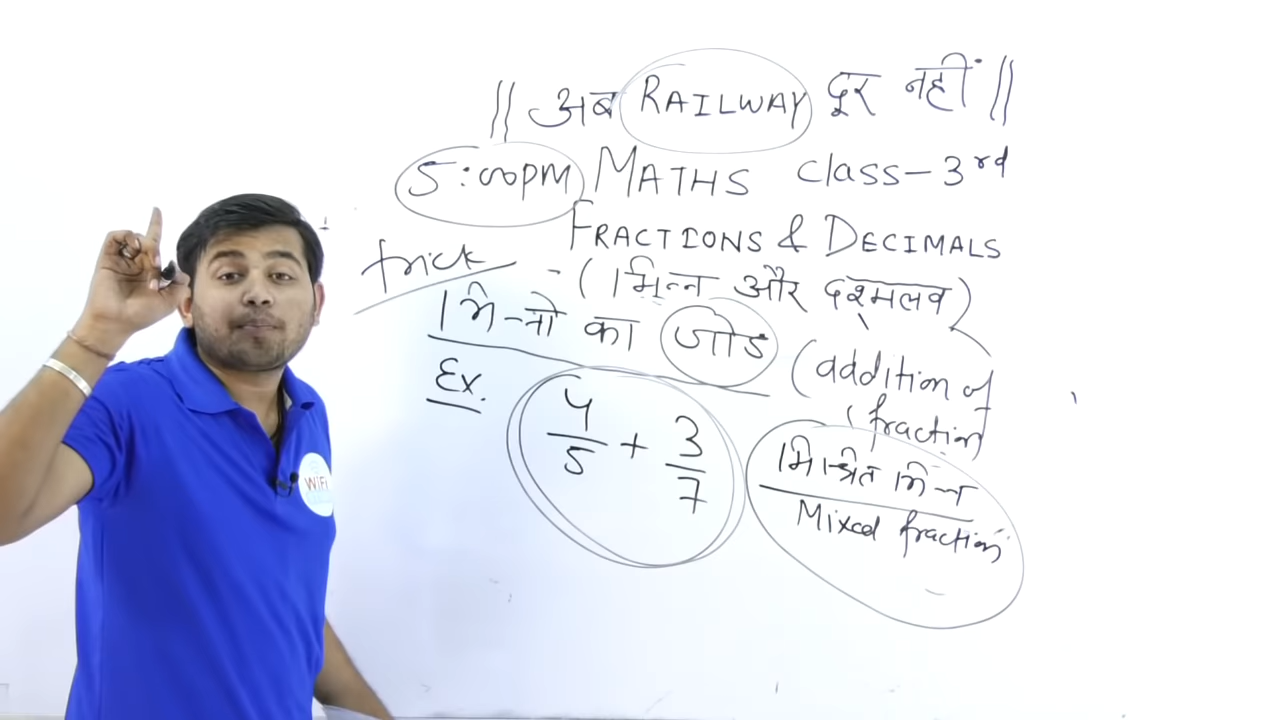 || अब RAILWAY दूर नहीं ||
5:00PM MATHS class-3rd
FRACTIONS & DECIMALS
trick - (भिन्न और दशमलव)
भिन्नो का जोड (addition of fraction)
Ex. 4/5 + 3/7
मिश्रित भिन्न
Mixed fraction
WiFi